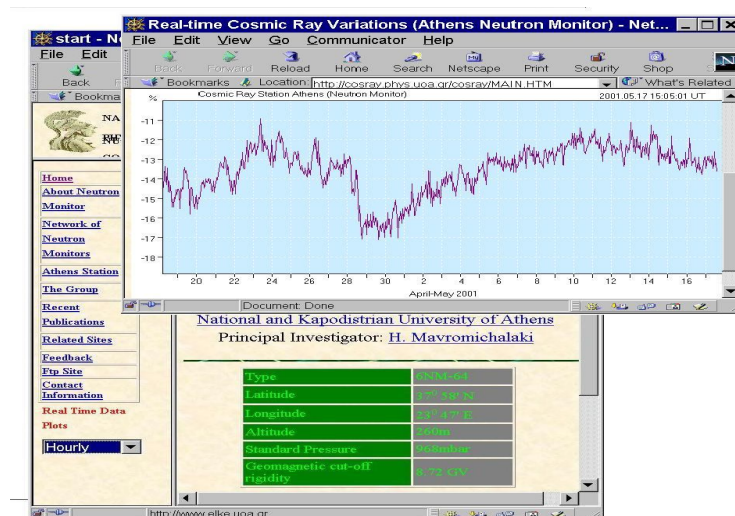 Real-time Cosmic Ray Variations (Athens Neutron Monitor) - Net...
File Edit View Go Communicator Help
Back Forward Reload Home Search Netscape Print Security Shop
Bookmarks Location: http://cosray.phys.uoa.gr/cosray/MAIN.HTM What's Related
% Cosmic Ray Station Athens (Neutron Monitor) 2001.05.17 15:05:01 UT
-11
-12
-13
-14
-15
-16
-17
-18
20 22 24 26 28 30 2 4 6 8 10 12 14 16
April-May 2001
Document: Done
start - Ne
File Edit
Back
Bookma
NA
Home
About Neutron
Monitor
Network of
Neutron
Monitors
Athens Station
The Group
Recent
Publications
Related Sites
Feedback
Ftp Site
Contact
Information
Real Time Data
Plots
Hourly
National and Kapodistrian University of Athens
Principal Investigator: H. Mavromichalaki
Type 6NM-64
Latitude 37⁰ 58' N
Longitude 23⁰ 47' E
Altitude 260m
Standard Pressure 968mbar
Geomagnetic cut-off
rigidity 8.72 GV
http://www.elke.uoa.gr